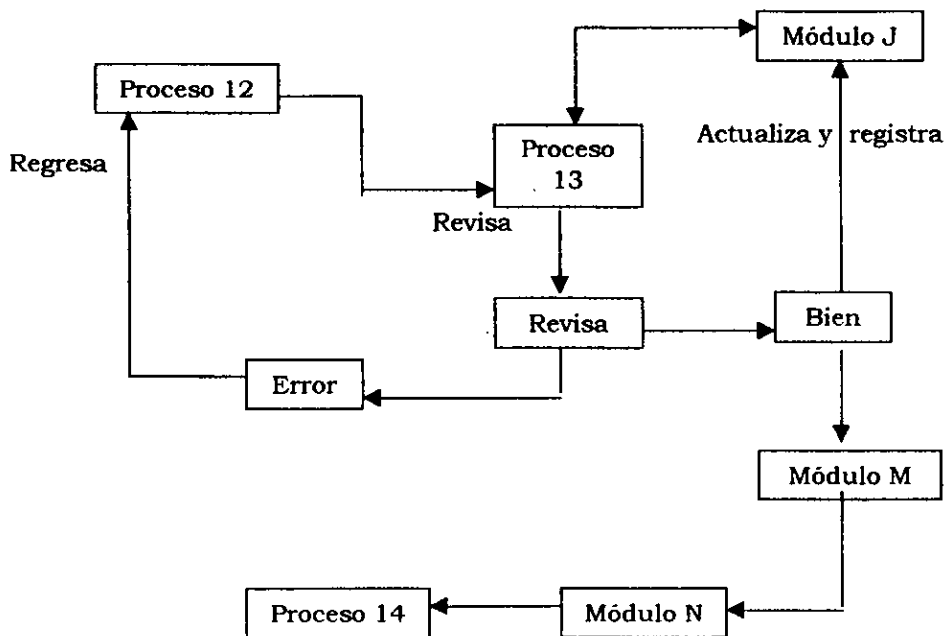 Módulo J
Proceso 12
Actualiza y registra
Proceso
13
Regresa
Revisa
Revisa
Bien
Error
Módulo M
Proceso 14
Módulo N